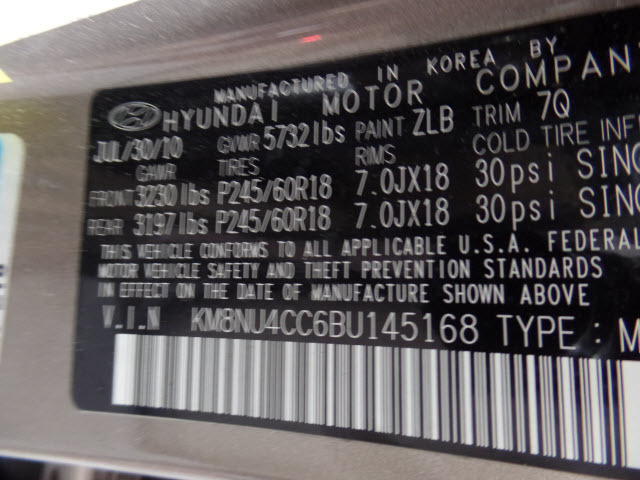 MANUFACTURED IN KOREA BY
HYUNDAI MOTOR COMPAN
JUL/30/10 GVWR 5732lbs PAINT ZLB TRIM 7Q
GAWR TIRES RIMS COLD TIRE INF
FRONT 3230lbs P245/60R18 7.0JX18 30psi SING
REAR 3197lbs P245/60R18 7.0JX18 30psi SING
THIS VEHICLE CONFORMS TO ALL APPLICABLE U.S.A. FEDERAL
MOTOR VEHICLE SAFETY AND THEFT PREVENTION STANDARDS
IN EFFECT ON THE DATE OF MANUFACTURE SHOWN ABOVE
V.I.N KM8NU4CC6BU145168 TYPE : M